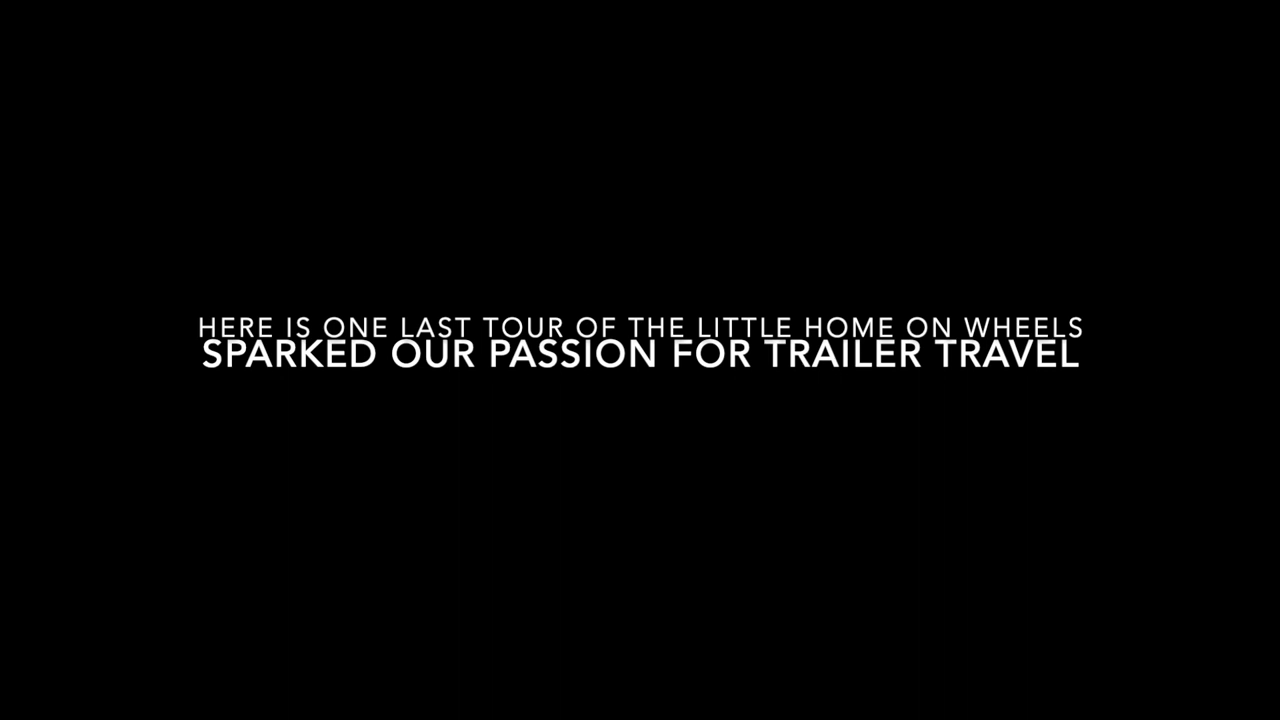 HERE IS ONE LAST TOUR OF THE LITTLE HOME ON WHEELS
SPARKED OUR PASSION FOR TRAILER TRAVEL